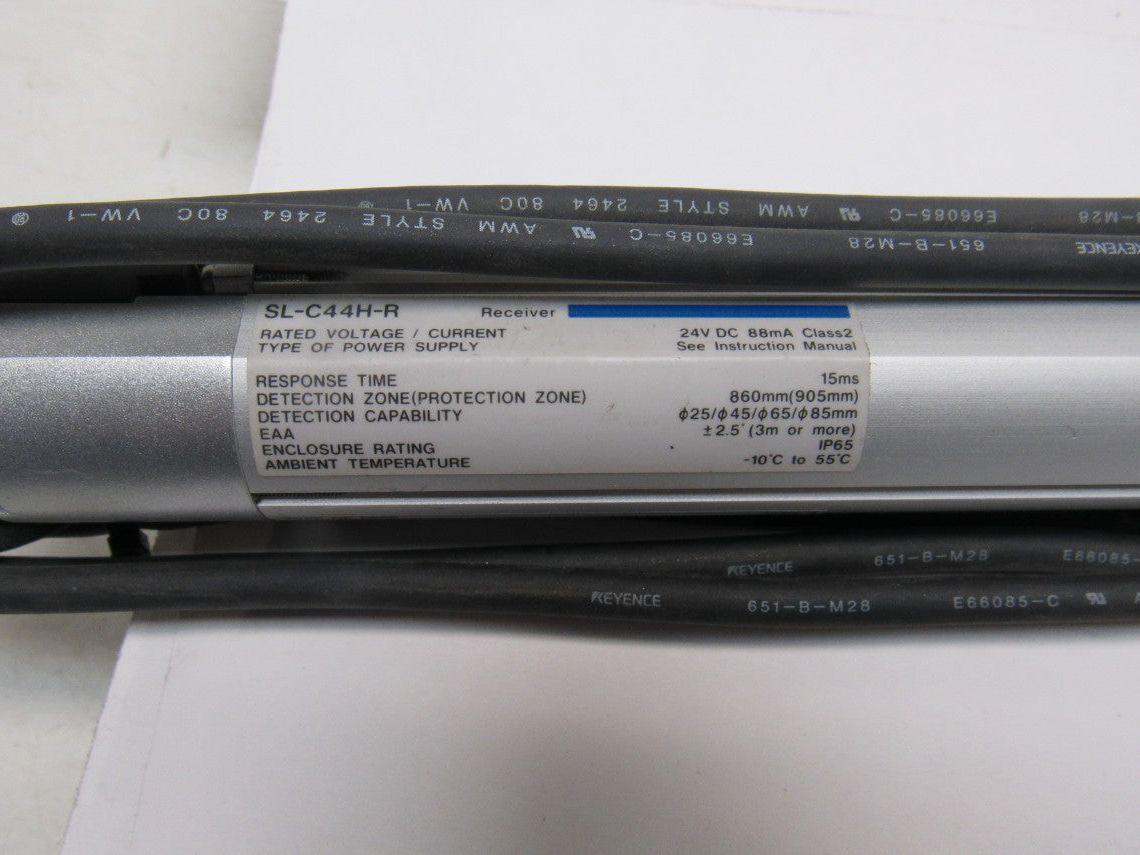 VW-1 80C 2464 STYLE AWM E66085-C -M28
VW-1 80C 2464 STYLE AWM E66085-C 651-B-M28 KEYENCE
SL-C44H-R Receiver
RATED VOLTAGE / CURRENT 24V DC 88mA Class2
TYPE OF POWER SUPPLY See Instruction Manual
RESPONSE TIME 15ms
DETECTION ZONE(PROTECTION ZONE) 860mm(905mm)
DETECTION CAPABILITY ϕ25/ϕ45/ϕ65/ϕ85mm
EAA ±2.5°(3m or more)
ENCLOSURE RATING IP65
AMBIENT TEMPERATURE -10°C to 55°C
KEYENCE 651-B-M28 E66085-
KEYENCE 651-B-M28 E66085-C